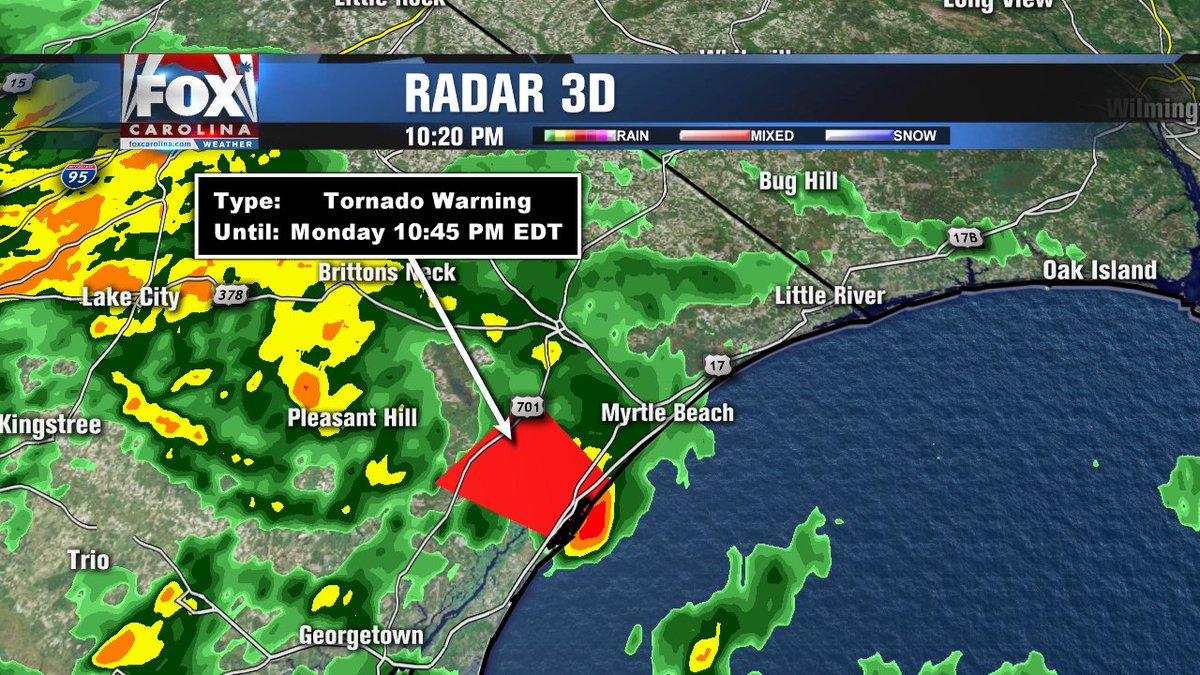 Little Rock
Long View
15
FOX
CAROLINA
foxcarolina.com WEATHER
RADAR 3D
10:20 PM
RAIN
MIXED
SNOW
95
Type: Tornado Warning
Until: Monday 10:45 PM EDT
Bug Hill
17B
Brittons Neck
Oak Island
Lake City
378
Little River
17
701
Myrtle Beach
Pleasant Hill
Kingstree
Trio
Georgetown